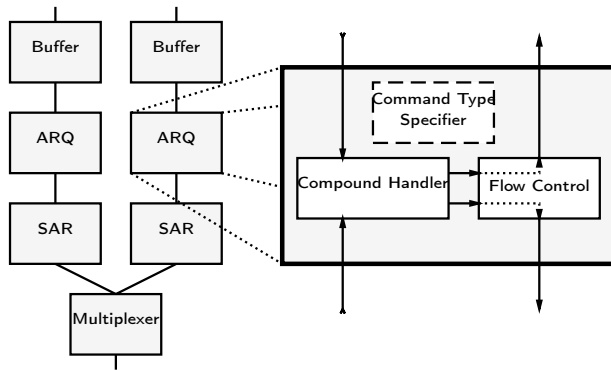 Buffer
Buffer
ARQ
ARQ
SAR
SAR
Multiplexer
Command Type
Specifier
Compound Handler
Flow Control